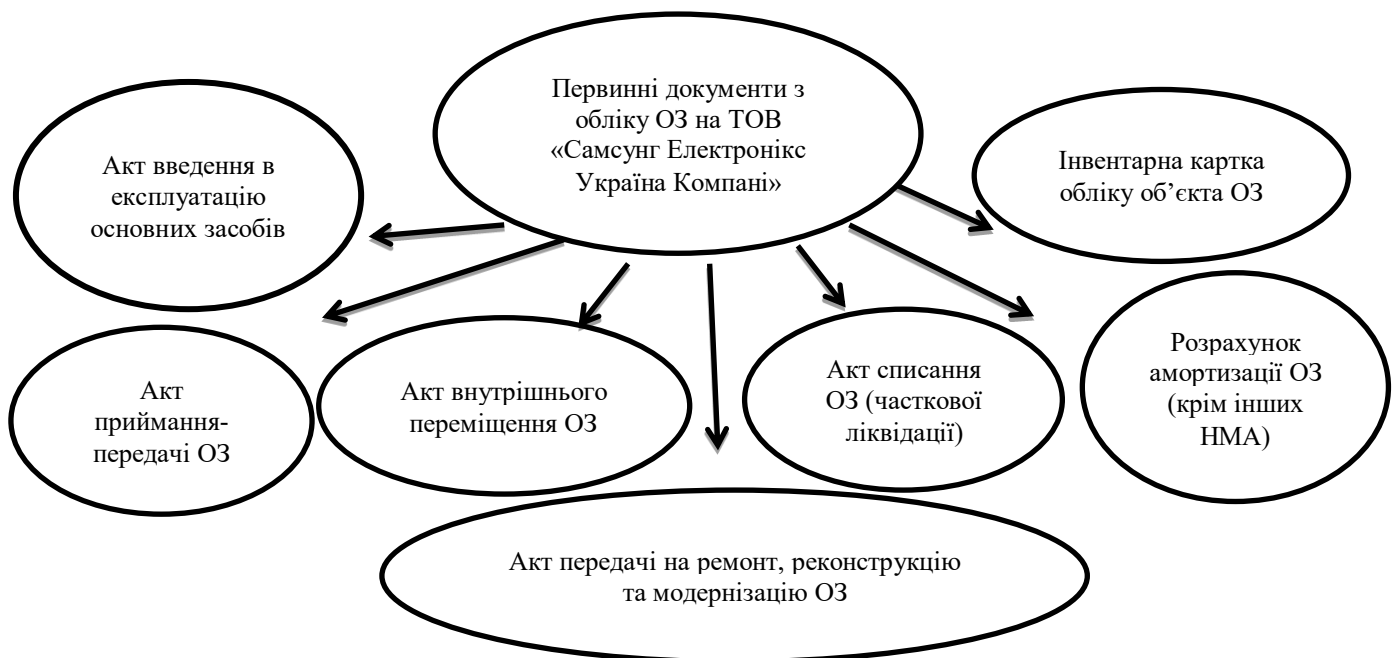 Первинні документи з
обліку ОЗ на ТОВ
«Самсунг Електронікс
Україна Компані»
Акт введення в
експлуатацію
основних засобів
Інвентарна картка
обліку об’єкта ОЗ
Акт
приймання-
передачі ОЗ
Акт внутрішнього
переміщення ОЗ
Акт списання
ОЗ (часткової
ліквідації)
Розрахунок
амортизації ОЗ
(крім інших
НМА)
Акт передачі на ремонт, реконструкцію
та модернізацію ОЗ